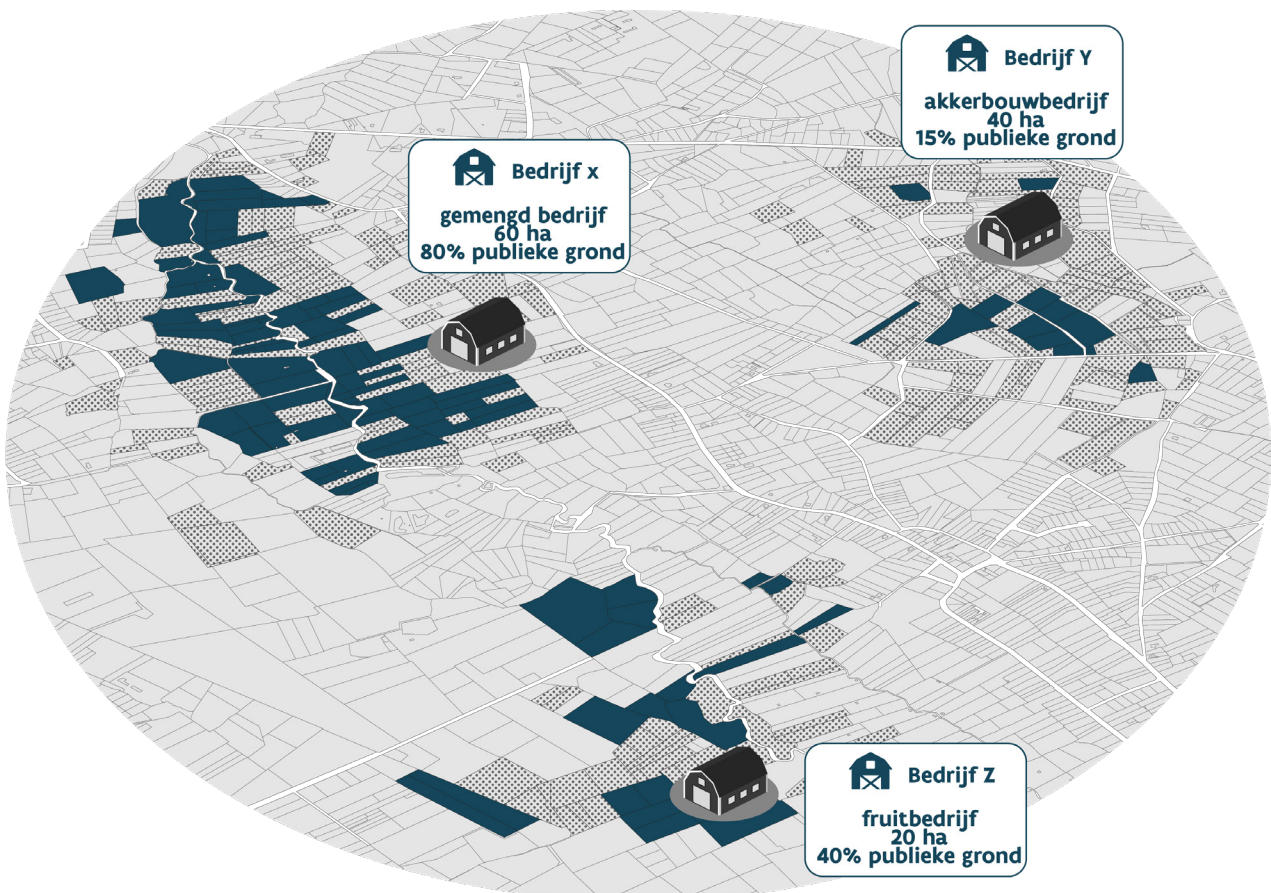 Bedrijf Y
akkerbouwbedrijf
40 ha
15% publieke grond
Bedrijf x
gemengd bedrijf
60 ha
80% publieke grond
Bedrijf Z
fruitbedrijf
20 ha
40% publieke grond